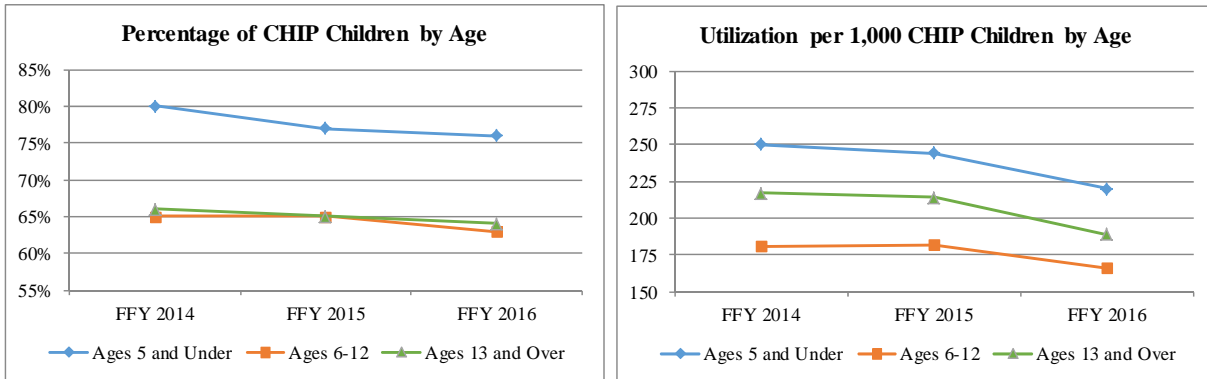 Percentage of CHIP Children by Age
85%
80%
75%
70%
65%
60%
55%
FFY 2014 FFY 2015 FFY 2016
Ages 5 and Under Ages 6-12 Ages 13 and Over
Utilization per 1,000 CHIP Children by Age
300
275
250
225
200
175
150
FFY 2014 FFY 2015 FFY 2016
Ages 5 and Under Ages 6-12 Ages 13 and Over